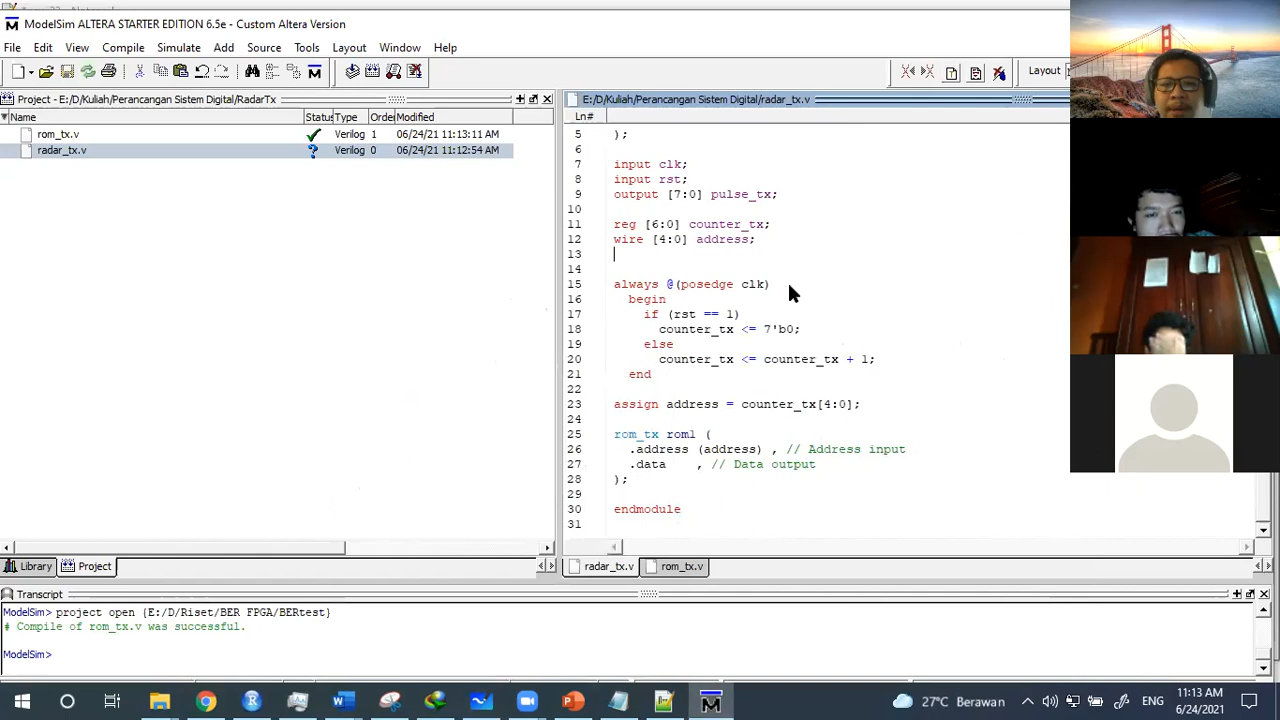 ModelSim ALTERA STARTER EDITION 6.5e - Custom Altera Version
File Edit View Compile Simulate Add Source Tools Layout Window Help
Layout
Project - E:/D/Kuliah/Perancangan Sistem Digital/RadarTx
Name Status Type Order Modified
rom_tx.v Verilog 1 06/24/21 11:13:11 AM
radar_tx.v Verilog 0 06/24/21 11:12:54 AM
E:/D/Kuliah/Perancangan Sistem Digital/radar_tx.v
Ln#
5 );
6
7 input clk;
8 input rst;
9 output [7:0] pulse_tx;
10
11 reg [6:0] counter_tx;
12 wire [4:0] address;
13
14
15 always @(posedge clk)
16 begin
17 if (rst == 1)
18 counter_tx <= 7'b0;
19 else
20 counter_tx <= counter_tx + 1;
21 end
22
23 assign address = counter_tx[4:0];
24
25 rom_tx rom1 (
26 .address (address) , // Address input
27 .data , // Data output
28 );
29
30 endmodule
31
Library Project
radar_tx.v rom_tx.v
Transcript
ModelSim> project open {E:/D/Riset/BER FPGA/BERtest}
# Compile of rom_tx.v was successful.
ModelSim>
27°C Berawan ENG 11:13 AM
6/24/2021